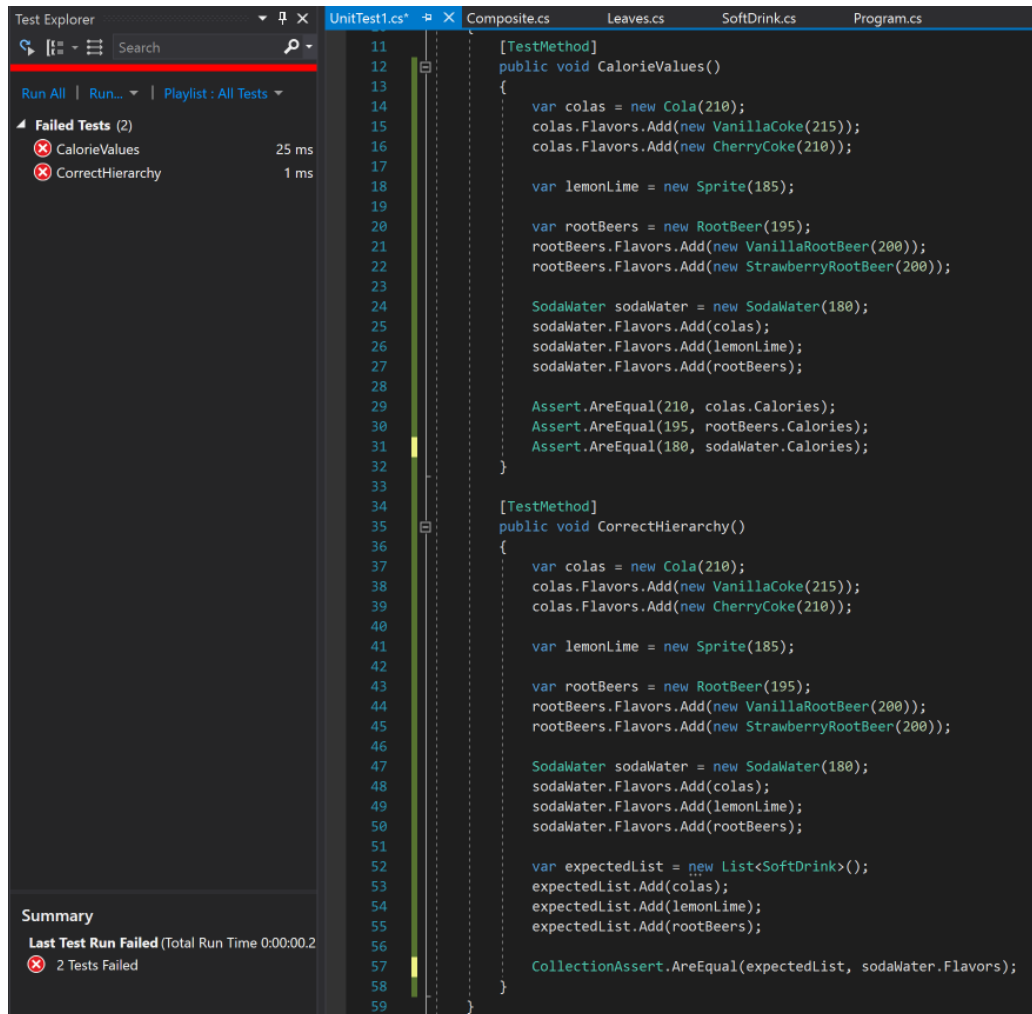 Test Explorer
Search
Run All | Run... | Playlist : All Tests
Failed Tests (2)
CalorieValues 25 ms
CorrectHierarchy 1 ms
Summary
Last Test Run Failed (Total Run Time 0:00:00.2
2 Tests Failed
UnitTest1.cs* Composite.cs Leaves.cs SoftDrink.cs Program.cs
11 [TestMethod]
12 public void CalorieValues()
13 {
14 var colas = new Cola(210);
15 colas.Flavors.Add(new VanillaCoke(215));
16 colas.Flavors.Add(new CherryCoke(210));
17
18 var lemonLime = new Sprite(185);
19
20 var rootBeers = new RootBeer(195);
21 rootBeers.Flavors.Add(new VanillaRootBeer(200));
22 rootBeers.Flavors.Add(new StrawberryRootBeer(200));
23
24 SodaWater sodaWater = new SodaWater(180);
25 sodaWater.Flavors.Add(colas);
26 sodaWater.Flavors.Add(lemonLime);
27 sodaWater.Flavors.Add(rootBeers);
28
29 Assert.AreEqual(210, colas.Calories);
30 Assert.AreEqual(195, rootBeers.Calories);
31 Assert.AreEqual(180, sodaWater.Calories);
32 }
33
34 [TestMethod]
35 public void CorrectHierarchy()
36 {
37 var colas = new Cola(210);
38 colas.Flavors.Add(new VanillaCoke(215));
39 colas.Flavors.Add(new CherryCoke(210));
40
41 var lemonLime = new Sprite(185);
42
43 var rootBeers = new RootBeer(195);
44 rootBeers.Flavors.Add(new VanillaRootBeer(200));
45 rootBeers.Flavors.Add(new StrawberryRootBeer(200));
46
47 SodaWater sodaWater = new SodaWater(180);
48 sodaWater.Flavors.Add(colas);
49 sodaWater.Flavors.Add(lemonLime);
50 sodaWater.Flavors.Add(rootBeers);
51
52 var expectedList = new List<SoftDrink>();
53 expectedList.Add(colas);
54 expectedList.Add(lemonLime);
55 expectedList.Add(rootBeers);
56
57 CollectionAssert.AreEqual(expectedList, sodaWater.Flavors);
58 }
59 }